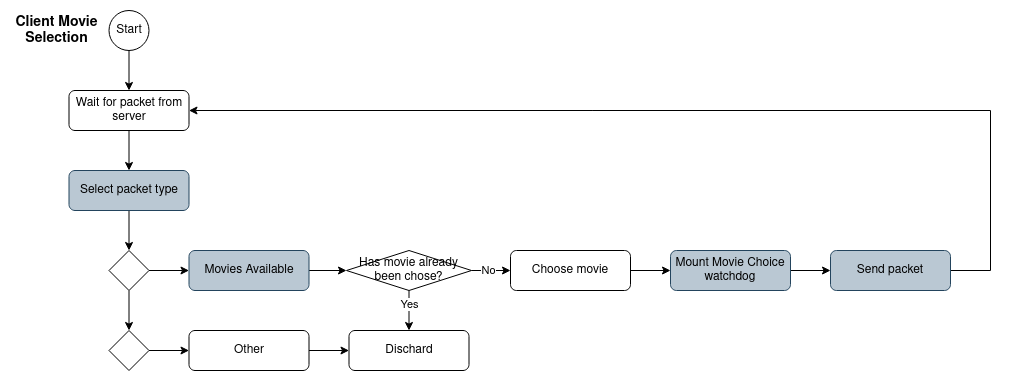 Client Movie
Selection
Start
Wait for packet from
server
Select packet type
Movies Available
Has movie already
been chose?
No
Choose movie
Mount Movie Choice
watchdog
Send packet
Yes
Other
Dischard